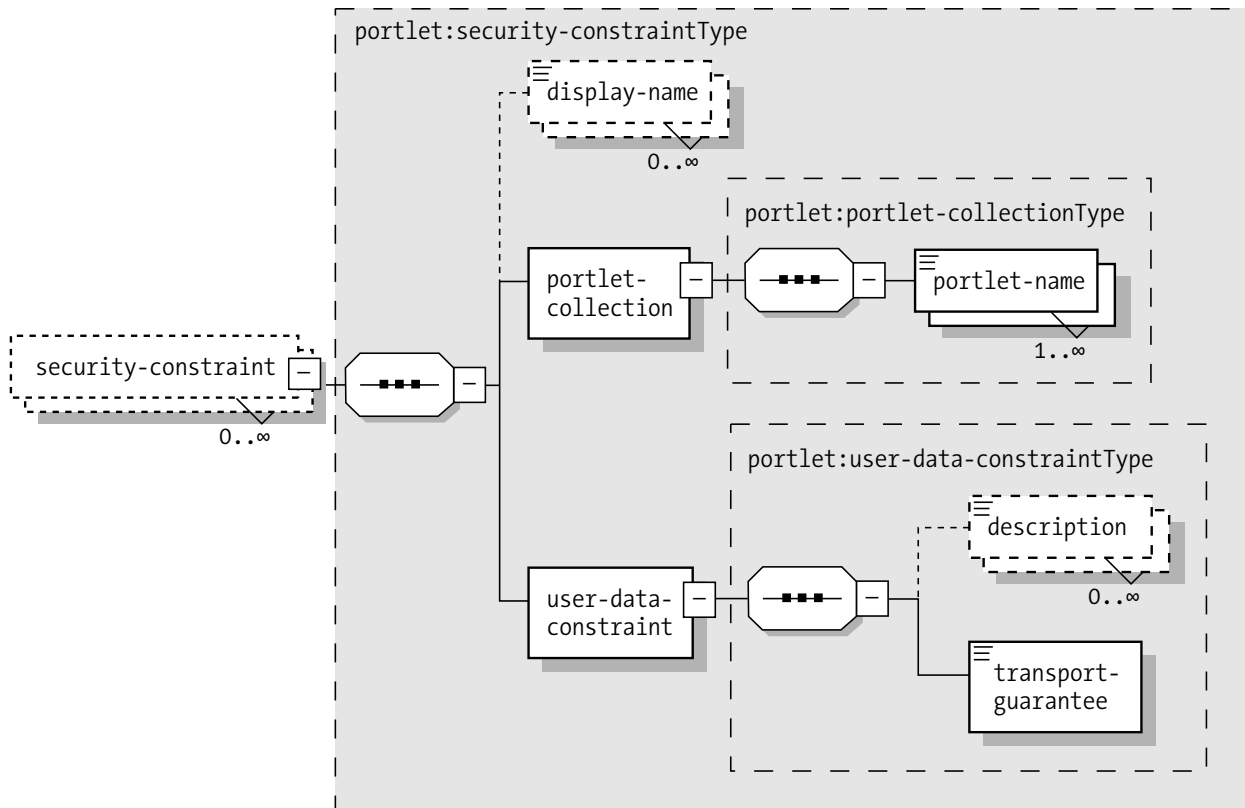 portlet:security-constraintType
display-name
0..∞
portlet:portlet-collectionType
portlet-
collection
portlet-name
1..∞
security-constraint
0..∞
portlet:user-data-constraintType
description
0..∞
user-data-
constraint
transport-
guarantee